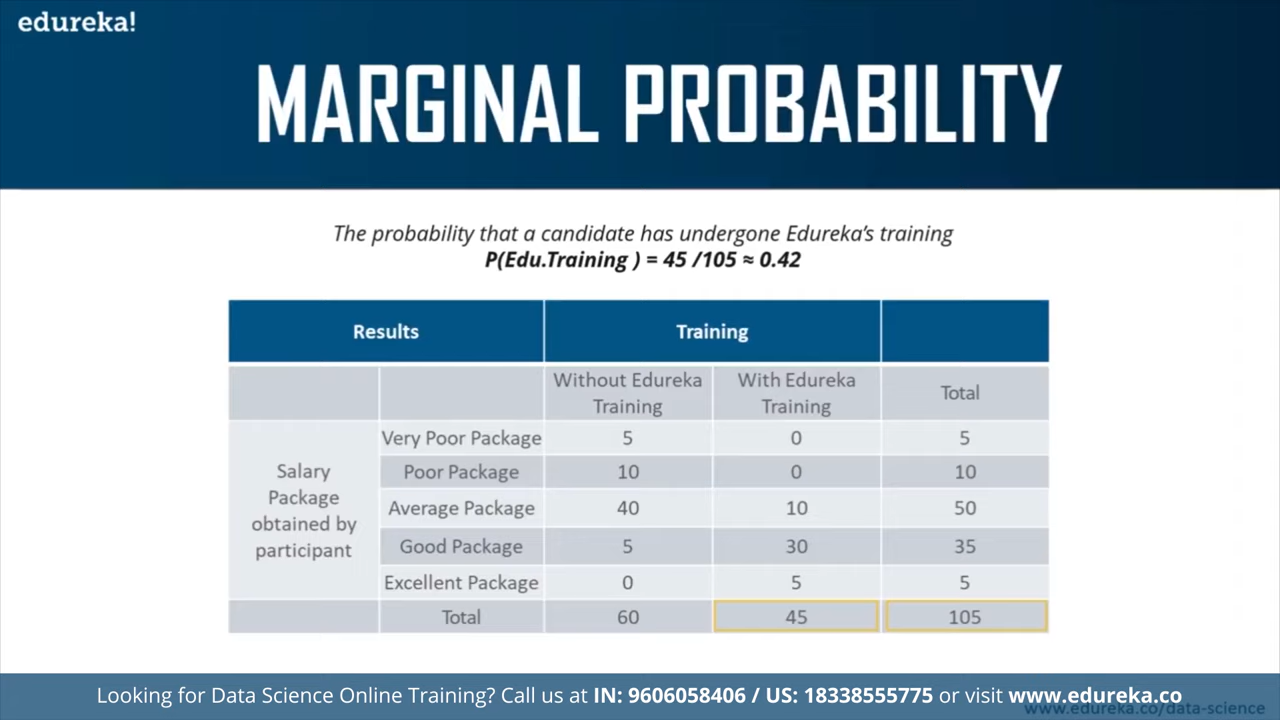 edureka!
MARGINAL PROBABILITY
The probability that a candidate has undergone Edureka's training
P(Edu.Training ) = 45 /105 ≈ 0.42
Results Training
Without Edureka Training With Edureka Training Total
Salary Package obtained by participant
Very Poor Package 5 0 5
Poor Package 10 0 10
Average Package 40 10 50
Good Package 5 30 35
Excellent Package 0 5 5
Total 60 45 105
Looking for Data Science Online Training? Call us at IN: 9606058406 / US: 18338555775 or visit www.edureka.co
www.edureka.co/data-science